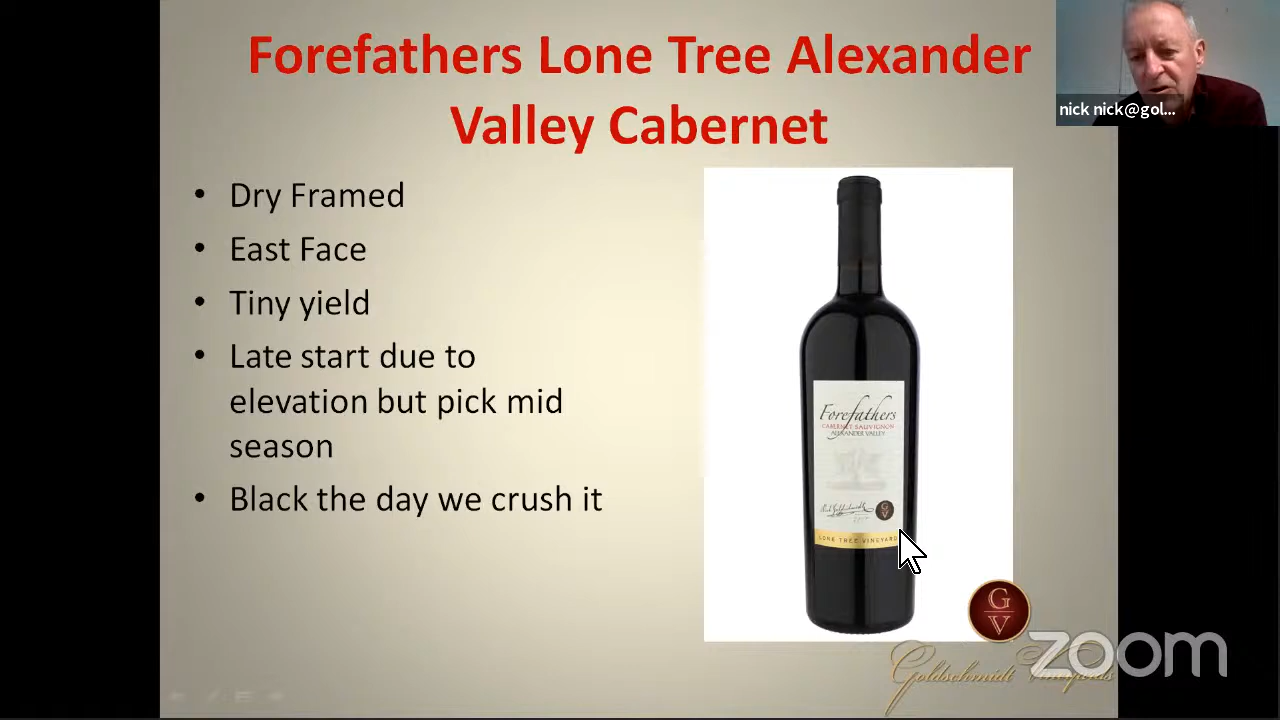 Forefathers Lone Tree Alexander
Valley Cabernet
nick nick@gol...
• Dry Framed
• East Face
• Tiny yield
• Late start due to
elevation but pick mid
season
• Black the day we crush it
Forefathers
CABERNET SAUVIGNON
ALEXANDER VALLEY
G
V
LONE TREE VINEYARD
G
V
Goldschmidt Vineyards
zoom